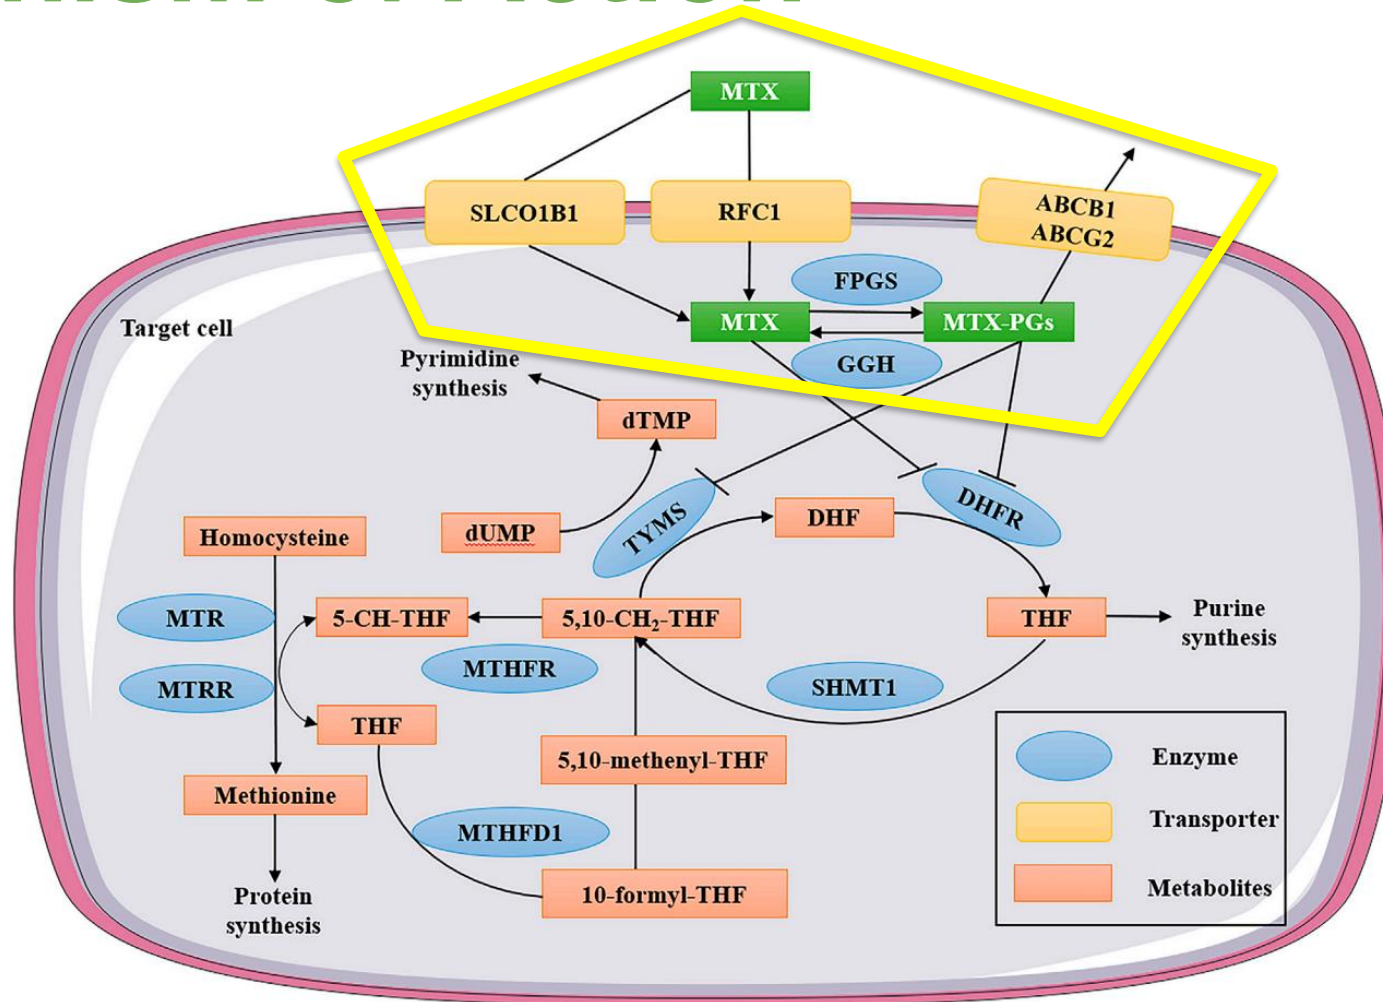 MTX
SLCO1B1
RFC1
ABCB1
ABCG2
FPGS
MTX
MTX-PGs
GGH
Target cell
Pyrimidine
synthesis
dTMP
dUMP
TYMS
DHF
DHFR
Homocysteine
MTR
5-CH-THF
5,10-CH₂-THF
THF
Purine
synthesis
MTRR
MTHFR
SHMT1
THF
5,10-methenyl-THF
Methionine
MTHFD1
10-formyl-THF
Protein
synthesis
Enzyme
Transporter
Metabolites